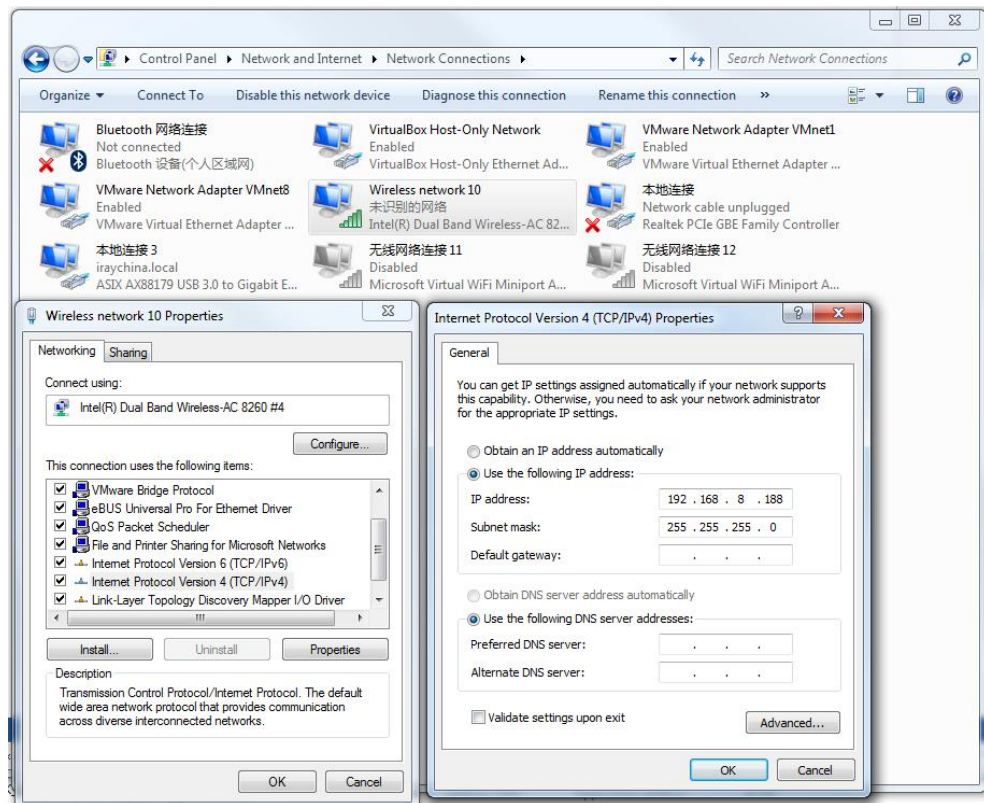 Control Panel ▸ Network and Internet ▸ Network Connections ▸
Search Network Connections
Organize Connect To Disable this network device Diagnose this connection Rename this connection »
Bluetooth 网络连接
Not connected
Bluetooth 设备(个人区域网)
VirtualBox Host-Only Network
Enabled
VirtualBox Host-Only Ethernet Ad...
VMware Network Adapter VMnet1
Enabled
VMware Virtual Ethernet Adapter ...
VMware Network Adapter VMnet8
Enabled
VMware Virtual Ethernet Adapter ...
Wireless network 10
未识别的网络
Intel(R) Dual Band Wireless-AC 82...
本地连接
Network cable unplugged
Realtek PCIe GBE Family Controller
本地连接 3
iraychina.local
ASIX AX88179 USB 3.0 to Gigabit E...
无线网络连接 11
Disabled
Microsoft Virtual WiFi Miniport A...
无线网络连接 12
Disabled
Microsoft Virtual WiFi Miniport A...
Wireless network 10 Properties
Networking Sharing
Connect using:
Intel(R) Dual Band Wireless-AC 8260 #4
Configure...
This connection uses the following items:
VMware Bridge Protocol
eBUS Universal Pro For Ethernet Driver
QoS Packet Scheduler
File and Printer Sharing for Microsoft Networks
Internet Protocol Version 6 (TCP/IPv6)
Internet Protocol Version 4 (TCP/IPv4)
Link-Layer Topology Discovery Mapper I/O Driver
Install... Uninstall Properties
Description
Transmission Control Protocol/Internet Protocol. The default
wide area network protocol that provides communication
across diverse interconnected networks.
OK Cancel
Internet Protocol Version 4 (TCP/IPv4) Properties
General
You can get IP settings assigned automatically if your network supports
this capability. Otherwise, you need to ask your network administrator
for the appropriate IP settings.
Obtain an IP address automatically
Use the following IP address:
IP address: 192 . 168 . 8 . 188
Subnet mask: 255 . 255 . 255 . 0
Default gateway: . . .
Obtain DNS server address automatically
Use the following DNS server addresses:
Preferred DNS server: . . .
Alternate DNS server: . . .
Validate settings upon exit
Advanced...
OK Cancel